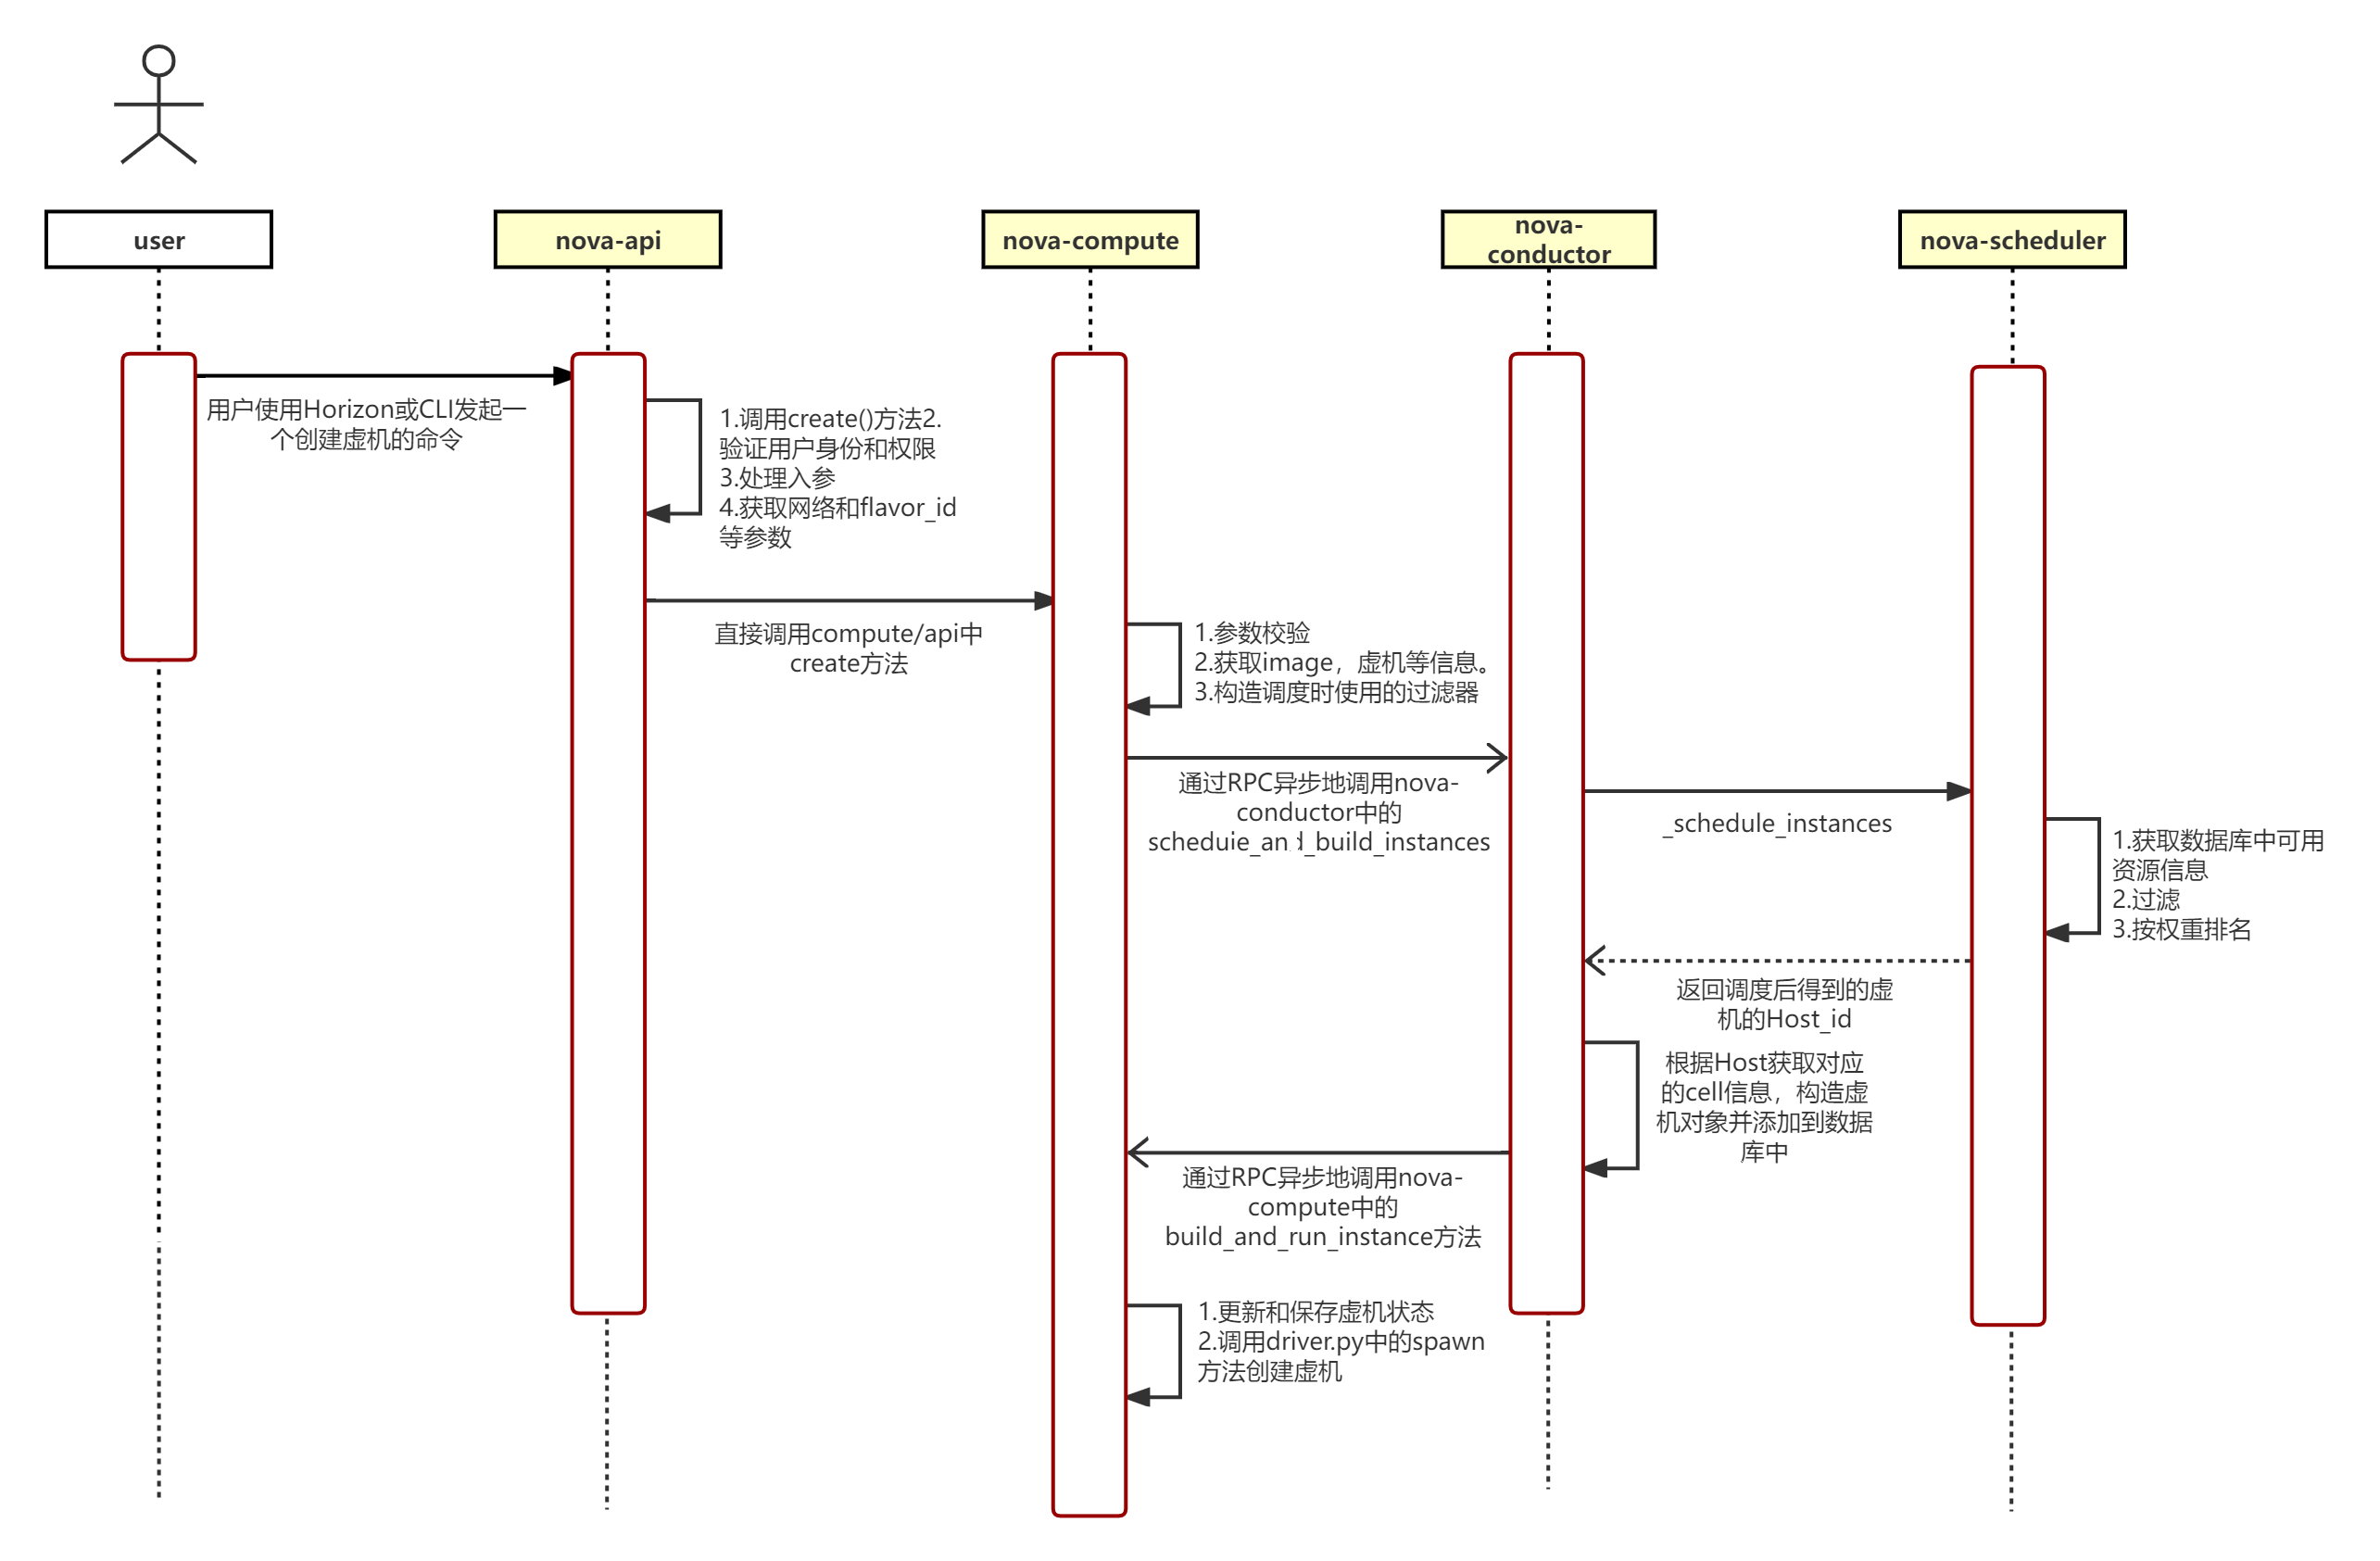 user
nova-api
nova-compute
nova-
conductor
nova-scheduler
用户使用Horizon或CLI发起一
个创建虚机的命令
1.调用create()方法2.
验证用户身份和权限
3.处理入参
4.获取网络和flavor_id
等参数
直接调用compute/api中
create方法
1.参数校验
2.获取image，虚机等信息。
3.构造调度时使用的过滤器
通过RPC异步地调用nova-
conductor中的
scheduie_and_build_instances
_schedule_instances
1.获取数据库中可用
资源信息
2.过滤
3.按权重排名
返回调度后得到的虚
机的Host_id
根据Host获取对应
的cell信息，构造虚
机对象并添加到数据
库中
通过RPC异步地调用nova-
compute中的
build_and_run_instance方法
1.更新和保存虚机状态
2.调用driver.py中的spawn
方法创建虚机